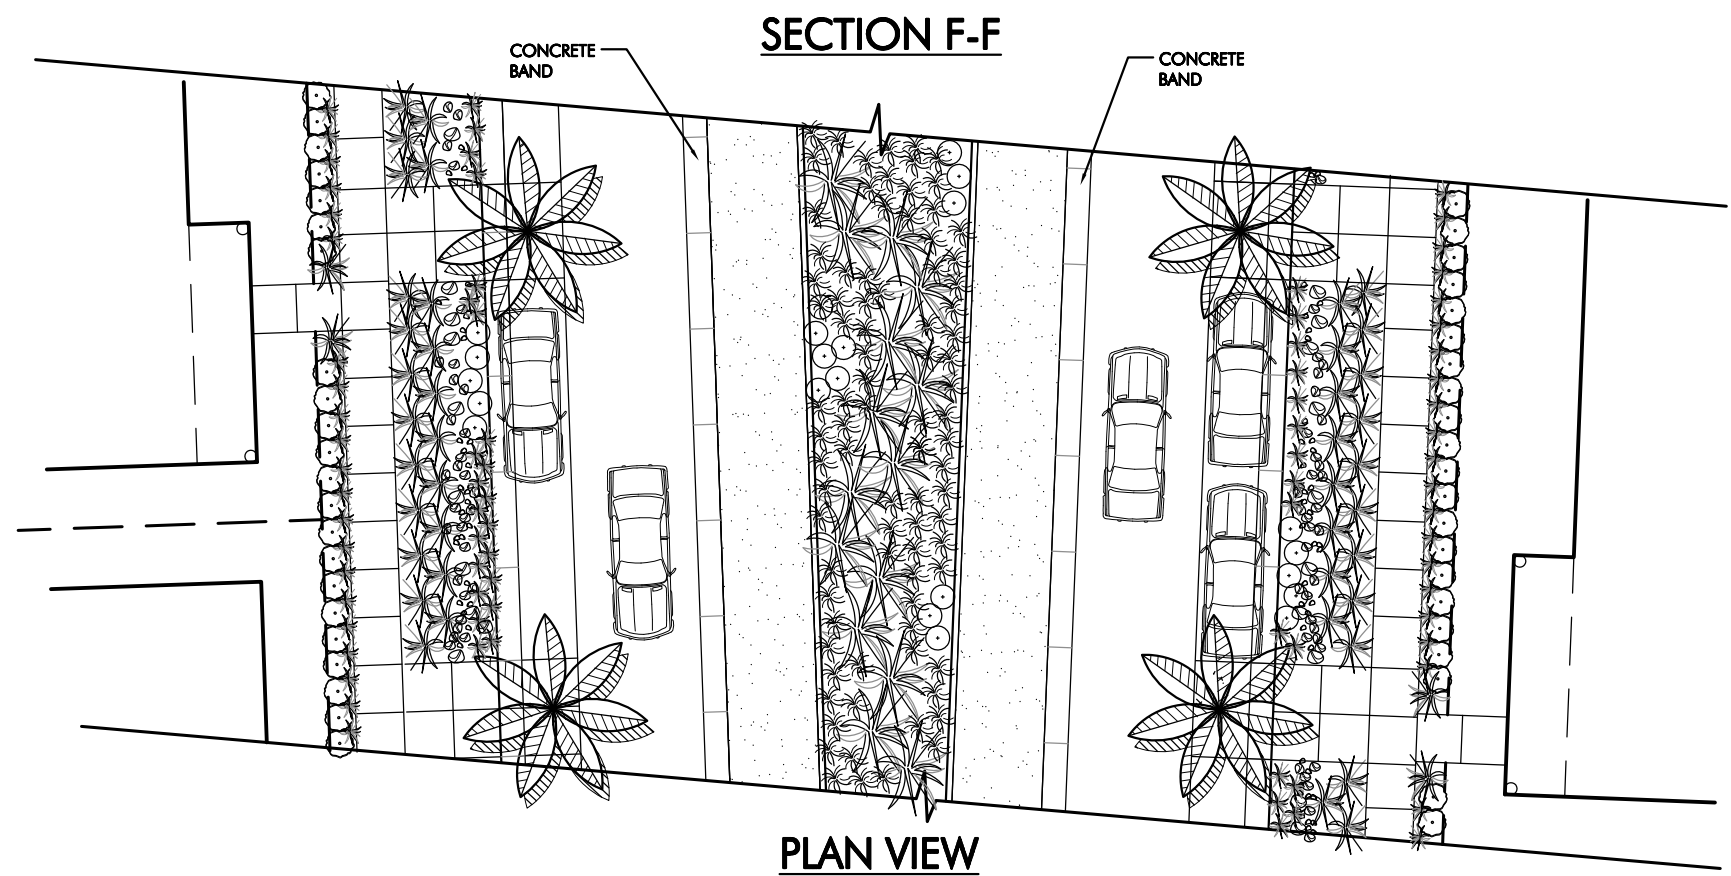 SECTION F-F
CONCRETE
BAND
CONCRETE
BAND
PLAN VIEW